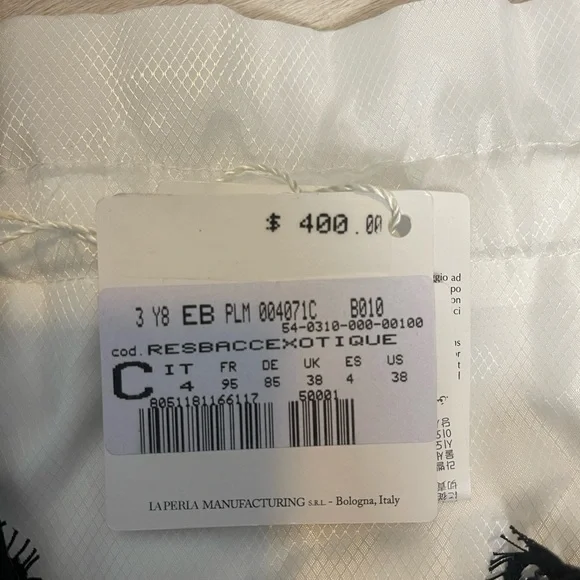 $ 400.00
3 Y8 EB PLM 004071C B010
54-0310-000-00100
cod. RESBACCEXOTIQUE
C IT FR DE UK ES US
4 95 85 38 4 38
8051181166117 50001
LA PERLA MANUFACTURING S.R.L. - Bologna, Italy